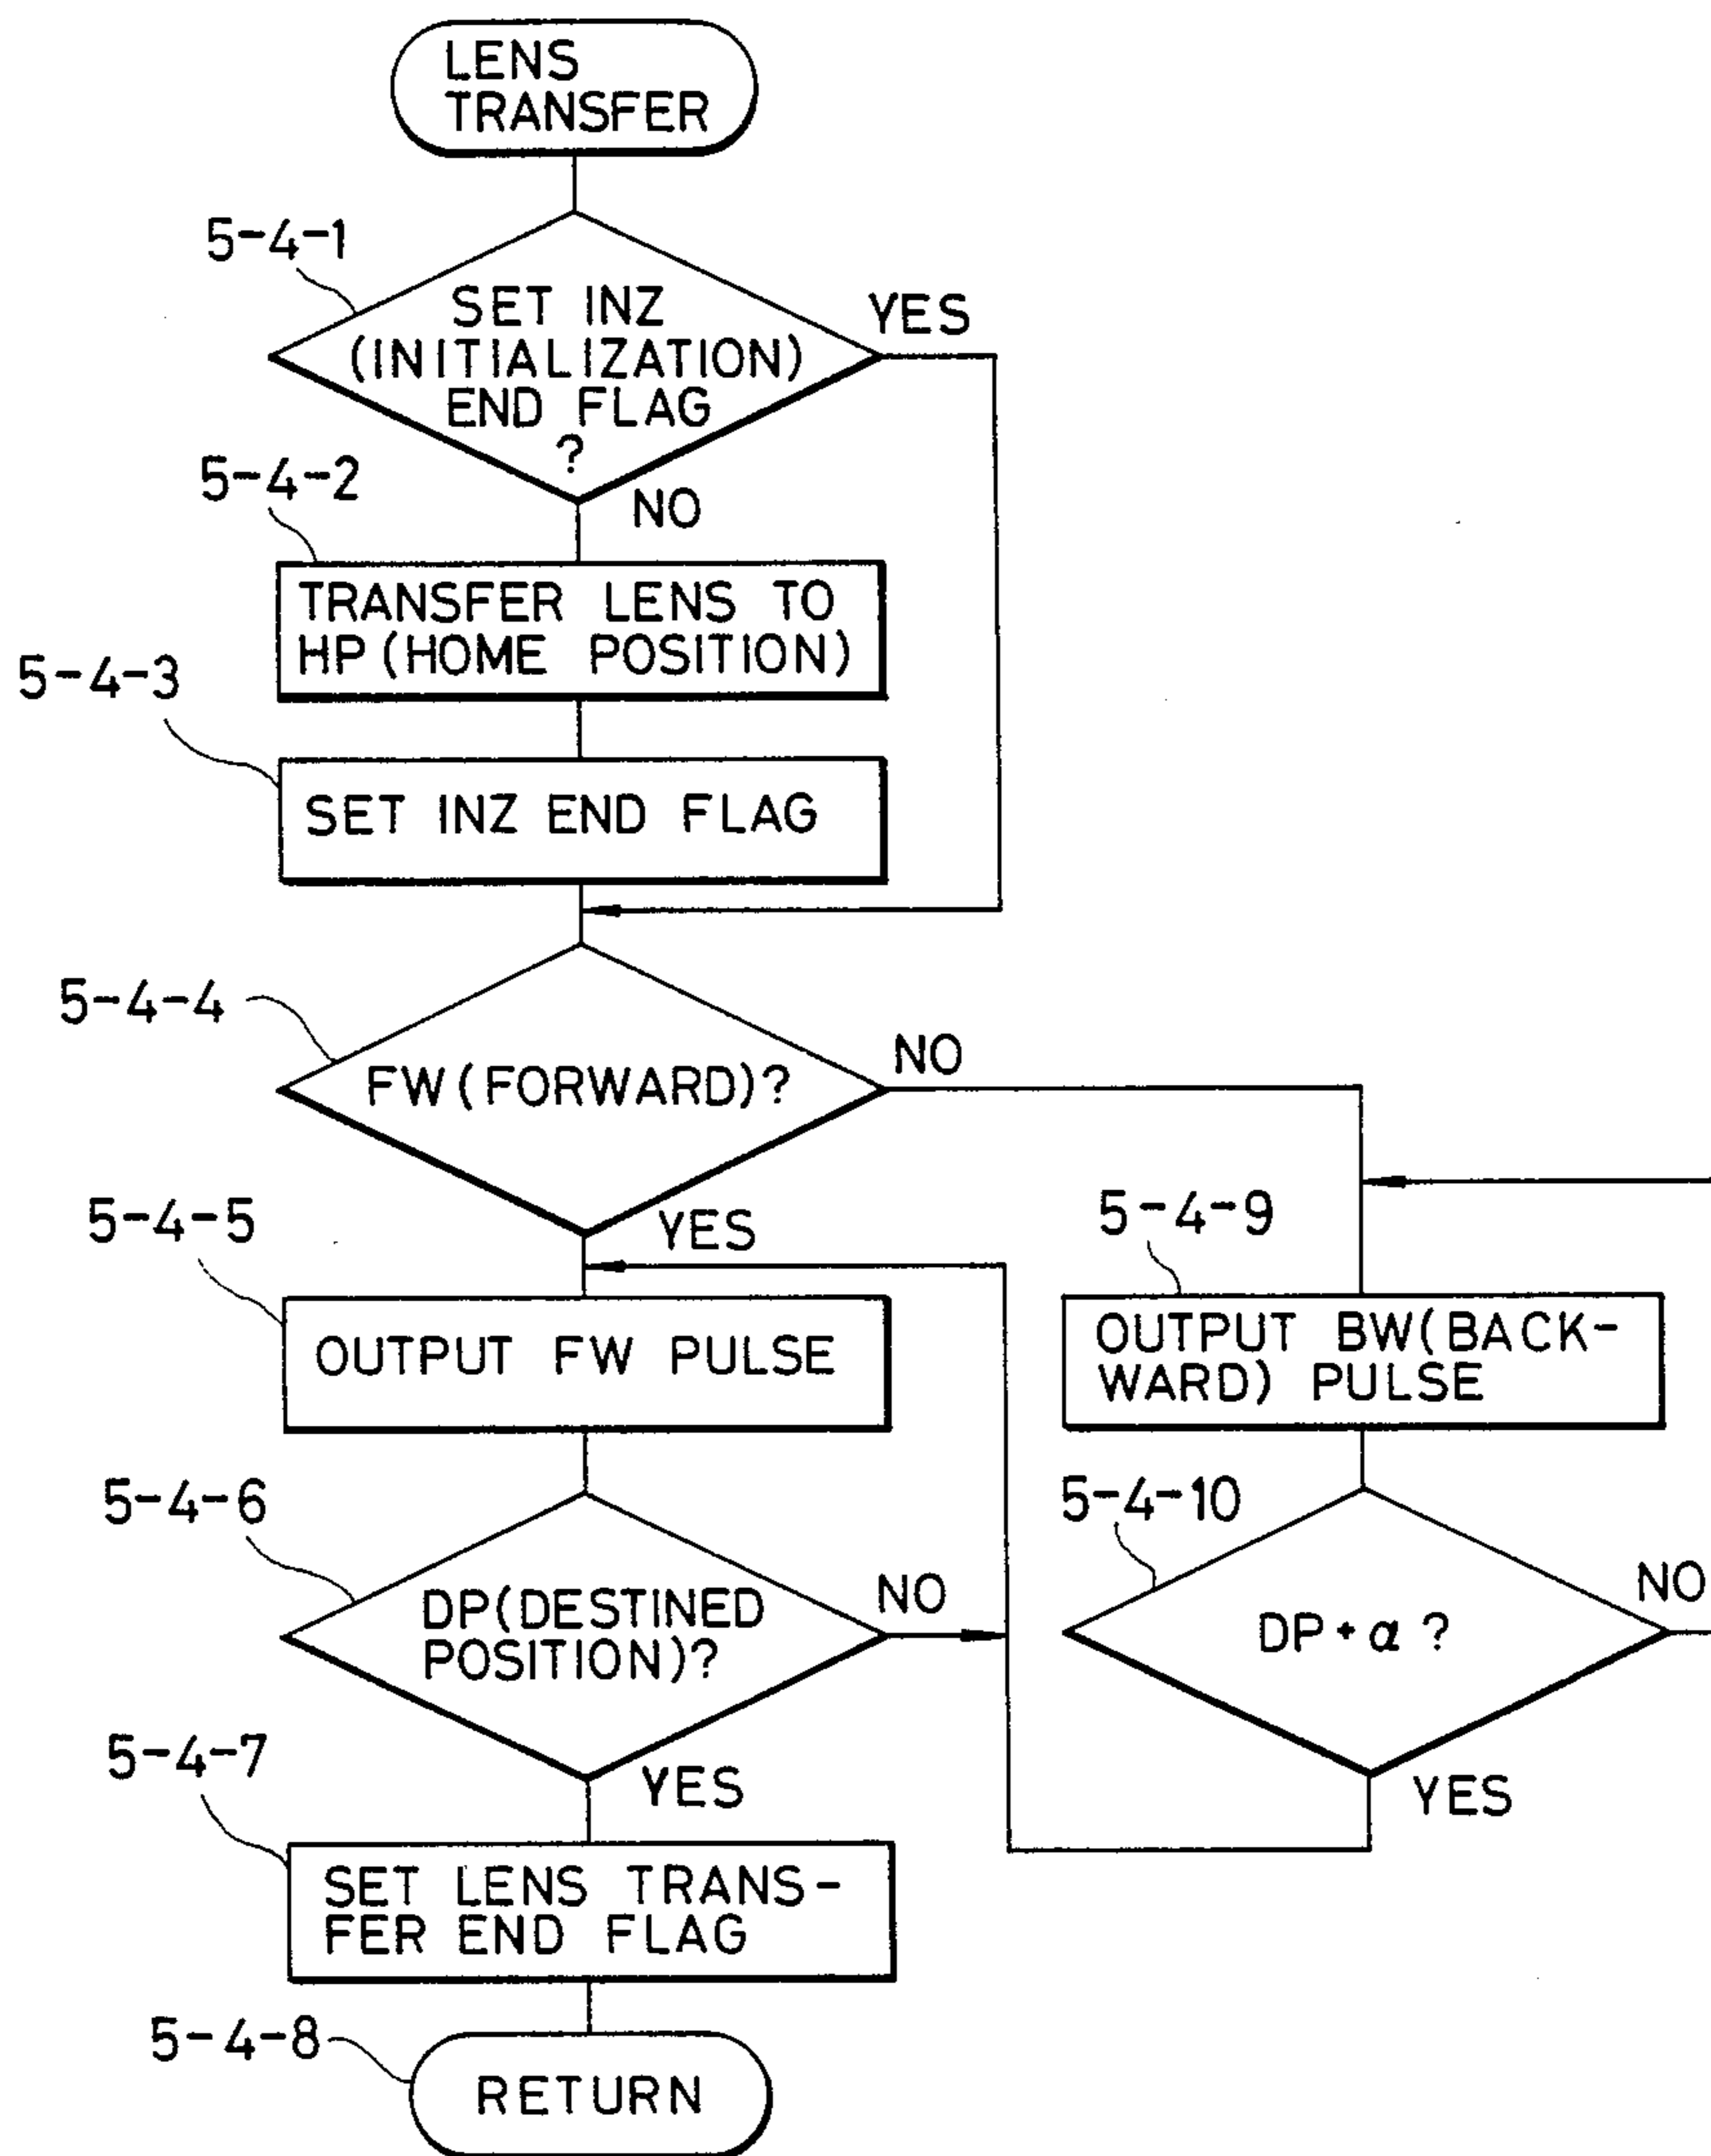 LENS
TRANSFER
5-4-1
SET INZ
(INITIALIZATION)
END FLAG
?
YES
NO
5-4-2
TRANSFER LENS TO
HP (HOME POSITION)
5-4-3
SET INZ END FLAG
5-4-4
FW (FORWARD)?
NO
YES
5-4-5
OUTPUT FW PULSE
5-4-6
DP(DESTINED
POSITION)?
NO
YES
5-4-7
SET LENS TRANS-
FER END FLAG
5-4-8
RETURN
5-4-9
OUTPUT BW(BACK-
WARD) PULSE
5-4-10
DP + α ?
NO
YES